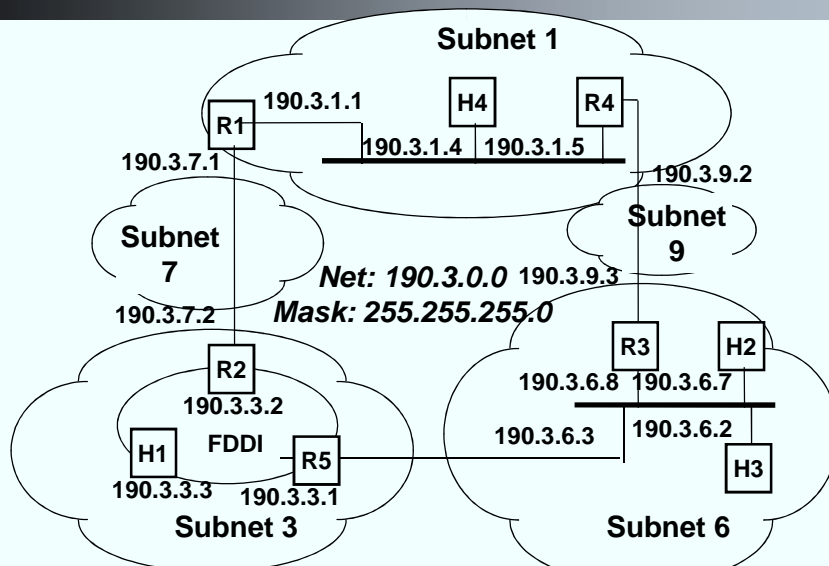 Subnet 1
190.3.1.1
H4
R4
R1
190.3.1.4
190.3.1.5
190.3.7.1
190.3.9.2
Subnet
7
Subnet
9
Net: 190.3.0.0
190.3.9.3
Mask: 255.255.255.0
190.3.7.2
R2
R3
H2
190.3.3.2
190.3.6.8
190.3.6.7
FDDI
190.3.6.3
190.3.6.2
H1
R5
H3
190.3.3.3
190.3.3.1
Subnet 3
Subnet 6